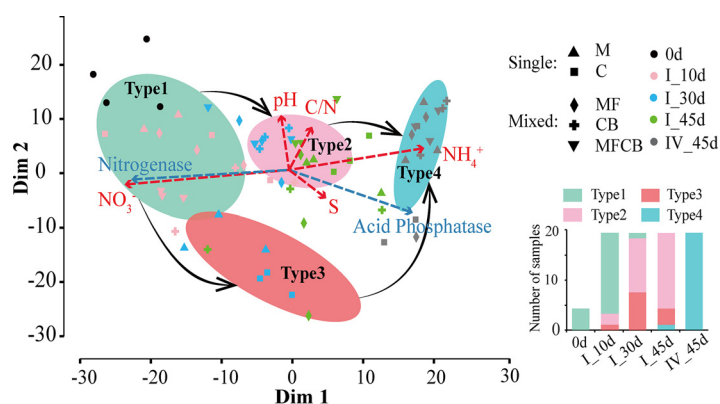 20
10
0
-10
-20
-30
Dim 2
-30
-20
-10
0
10
20
30
Dim 1
Type1
pH
C/N
Type2
NH₄⁺
Type4
Nitrogenase
NO₃⁻
S
Acid Phosphatase
Type3
Single:
M
C
Mixed:
MF
CB
MFCB
0d
I_10d
I_30d
I_45d
IV_45d
Type1
Type3
Type2
Type4
Number of samples
20
10
0
0d
I_10d
I_30d
I_45d
IV_45d